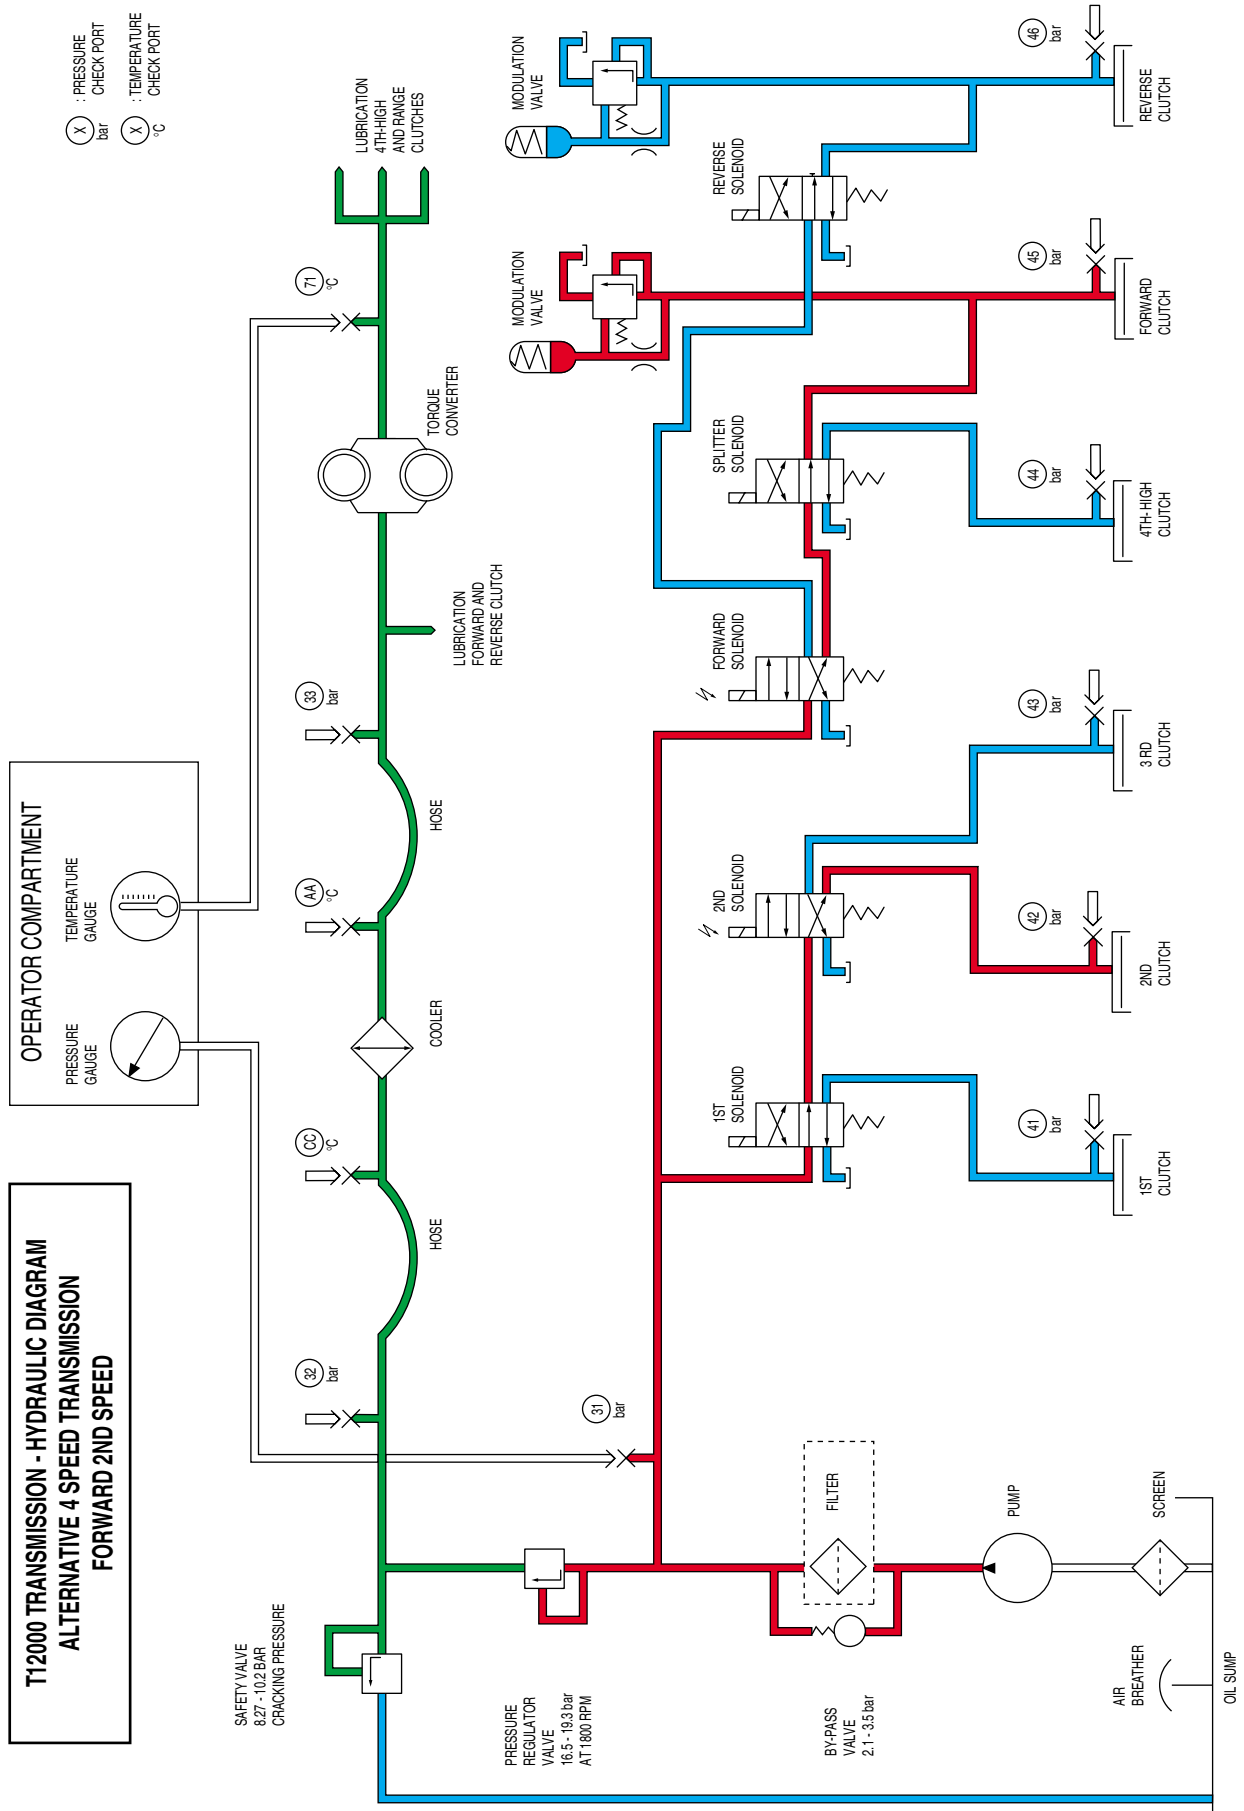 T12000 TRANSMISSION - HYDRAULIC DIAGRAM
ALTERNATIVE 4 SPEED TRANSMISSION
FORWARD 2ND SPEED
OPERATOR COMPARTMENT
PRESSURE
GAUGE
TEMPERATURE
GAUGE
X
bar
: PRESSURE
CHECK PORT
X
°C
: TEMPERATURE
CHECK PORT
SAFETY VALVE
8.27 - 10.2 BAR
CRACKING PRESSURE
32
bar
HOSE
CC
°C
COOLER
AA
°C
HOSE
33
bar
LUBRICATION
FORWARD AND
REVERSE CLUTCH
TORQUE
CONVERTER
71
°C
LUBRICATION
4TH-HIGH
AND RANGE
CLUTCHES
PRESSURE
REGULATOR
VALVE
16.5 - 19.3 bar
AT 1800 RPM
31
bar
MODULATION
VALVE
MODULATION
VALVE
1ST
SOLENOID
2ND
SOLENOID
FORWARD
SOLENOID
SPLITTER
SOLENOID
REVERSE
SOLENOID
BY-PASS
VALVE
2.1 - 3.5 bar
FILTER
PUMP
SCREEN
AIR
BREATHER
OIL SUMP
41
bar
42
bar
43
bar
44
bar
45
bar
46
bar
1ST
CLUTCH
2ND
CLUTCH
3 RD
CLUTCH
4TH-HIGH
CLUTCH
FORWARD
CLUTCH
REVERSE
CLUTCH